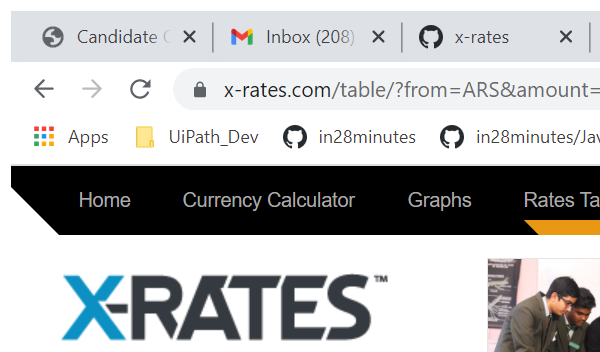 Candidate
Inbox (208)
x-rates
x-rates.com/table/?from=ARS&amount=
Apps
UiPath_Dev
in28minutes
in28minutes/Jav
Home
Currency Calculator
Graphs
Rates Ta
X-RATES™